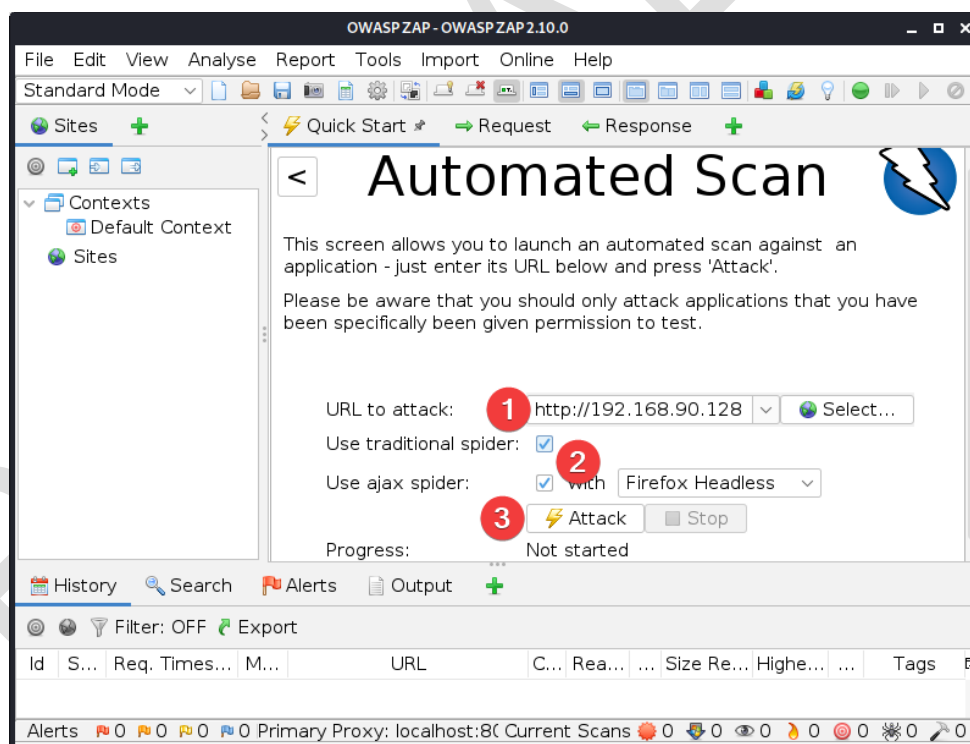 OWASP ZAP - OWASP ZAP 2.10.0
File Edit View Analyse Report Tools Import Online Help
Standard Mode
Sites
Quick Start Request Response
< Automated Scan
Contexts
Default Context
Sites
This screen allows you to launch an automated scan against an
application - just enter its URL below and press 'Attack'.
Please be aware that you should only attack applications that you have
been specifically been given permission to test.
URL to attack: 1 http://192.168.90.128 Select...
Use traditional spider:
2
Use ajax spider: with Firefox Headless
3 Attack Stop
Progress: Not started
History Search Alerts Output
Filter: OFF Export
Id S... Req. Times... M... URL C... Rea... ... Size Re... Highe... ... Tags
Alerts 0 0 0 0 Primary Proxy: localhost:8( Current Scans 0 0 0 0 0 0 0